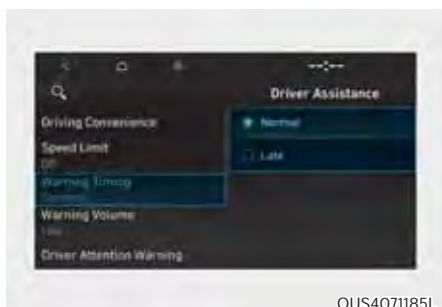 --:--
Driver Assistance
Driving Convenience
Speed Limit
Off
Warning Timing
Warning Volume
Driver Attention Warning
Normal
Late
OUS4071185L